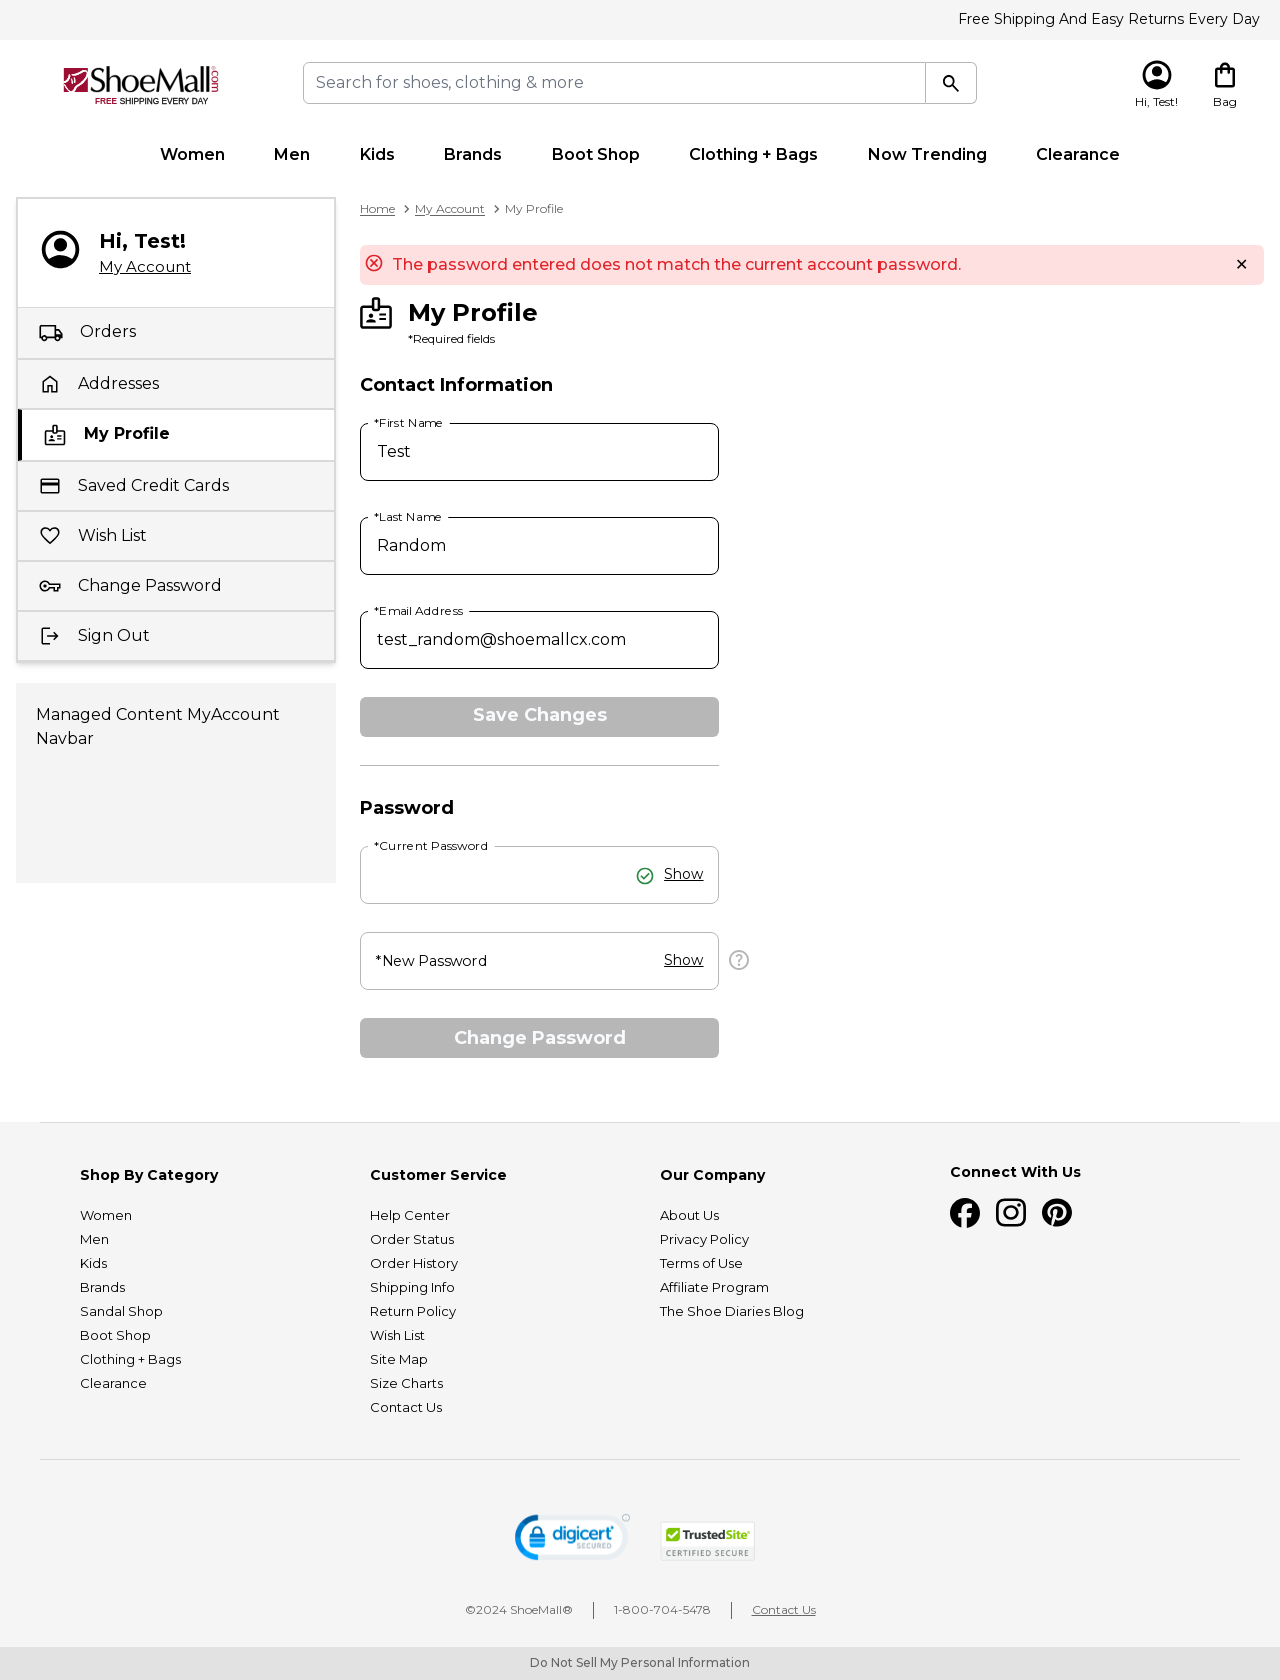 Free Shipping And Easy Returns Every Day
ShoeMall.com
FREE SHIPPING EVERY DAY
Search for shoes, clothing & more
Hi, Test!
Bag
Women
Men
Kids
Brands
Boot Shop
Clothing + Bags
Now Trending
Clearance
Hi, Test!
My Account
Orders
Addresses
My Profile
Saved Credit Cards
Wish List
Change Password
Sign Out
Managed Content MyAccount
Navbar
Home
My Account
My Profile
The password entered does not match the current account password.
My Profile
*Required fields
Contact Information
*First Name
Test
*Last Name
Random
*Email Address
test_random@shoemallcx.com
Save Changes
Password
*Current Password
Show
*New Password
Show
Change Password
Shop By Category
Women
Men
Kids
Brands
Sandal Shop
Boot Shop
Clothing + Bags
Clearance
Customer Service
Help Center
Order Status
Order History
Shipping Info
Return Policy
Wish List
Site Map
Size Charts
Contact Us
Our Company
About Us
Privacy Policy
Terms of Use
Affiliate Program
The Shoe Diaries Blog
Connect With Us
digicert
SECURED
TrustedSite
CERTIFIED SECURE
©2024 ShoeMall®
1-800-704-5478
Contact Us
Do Not Sell My Personal Information